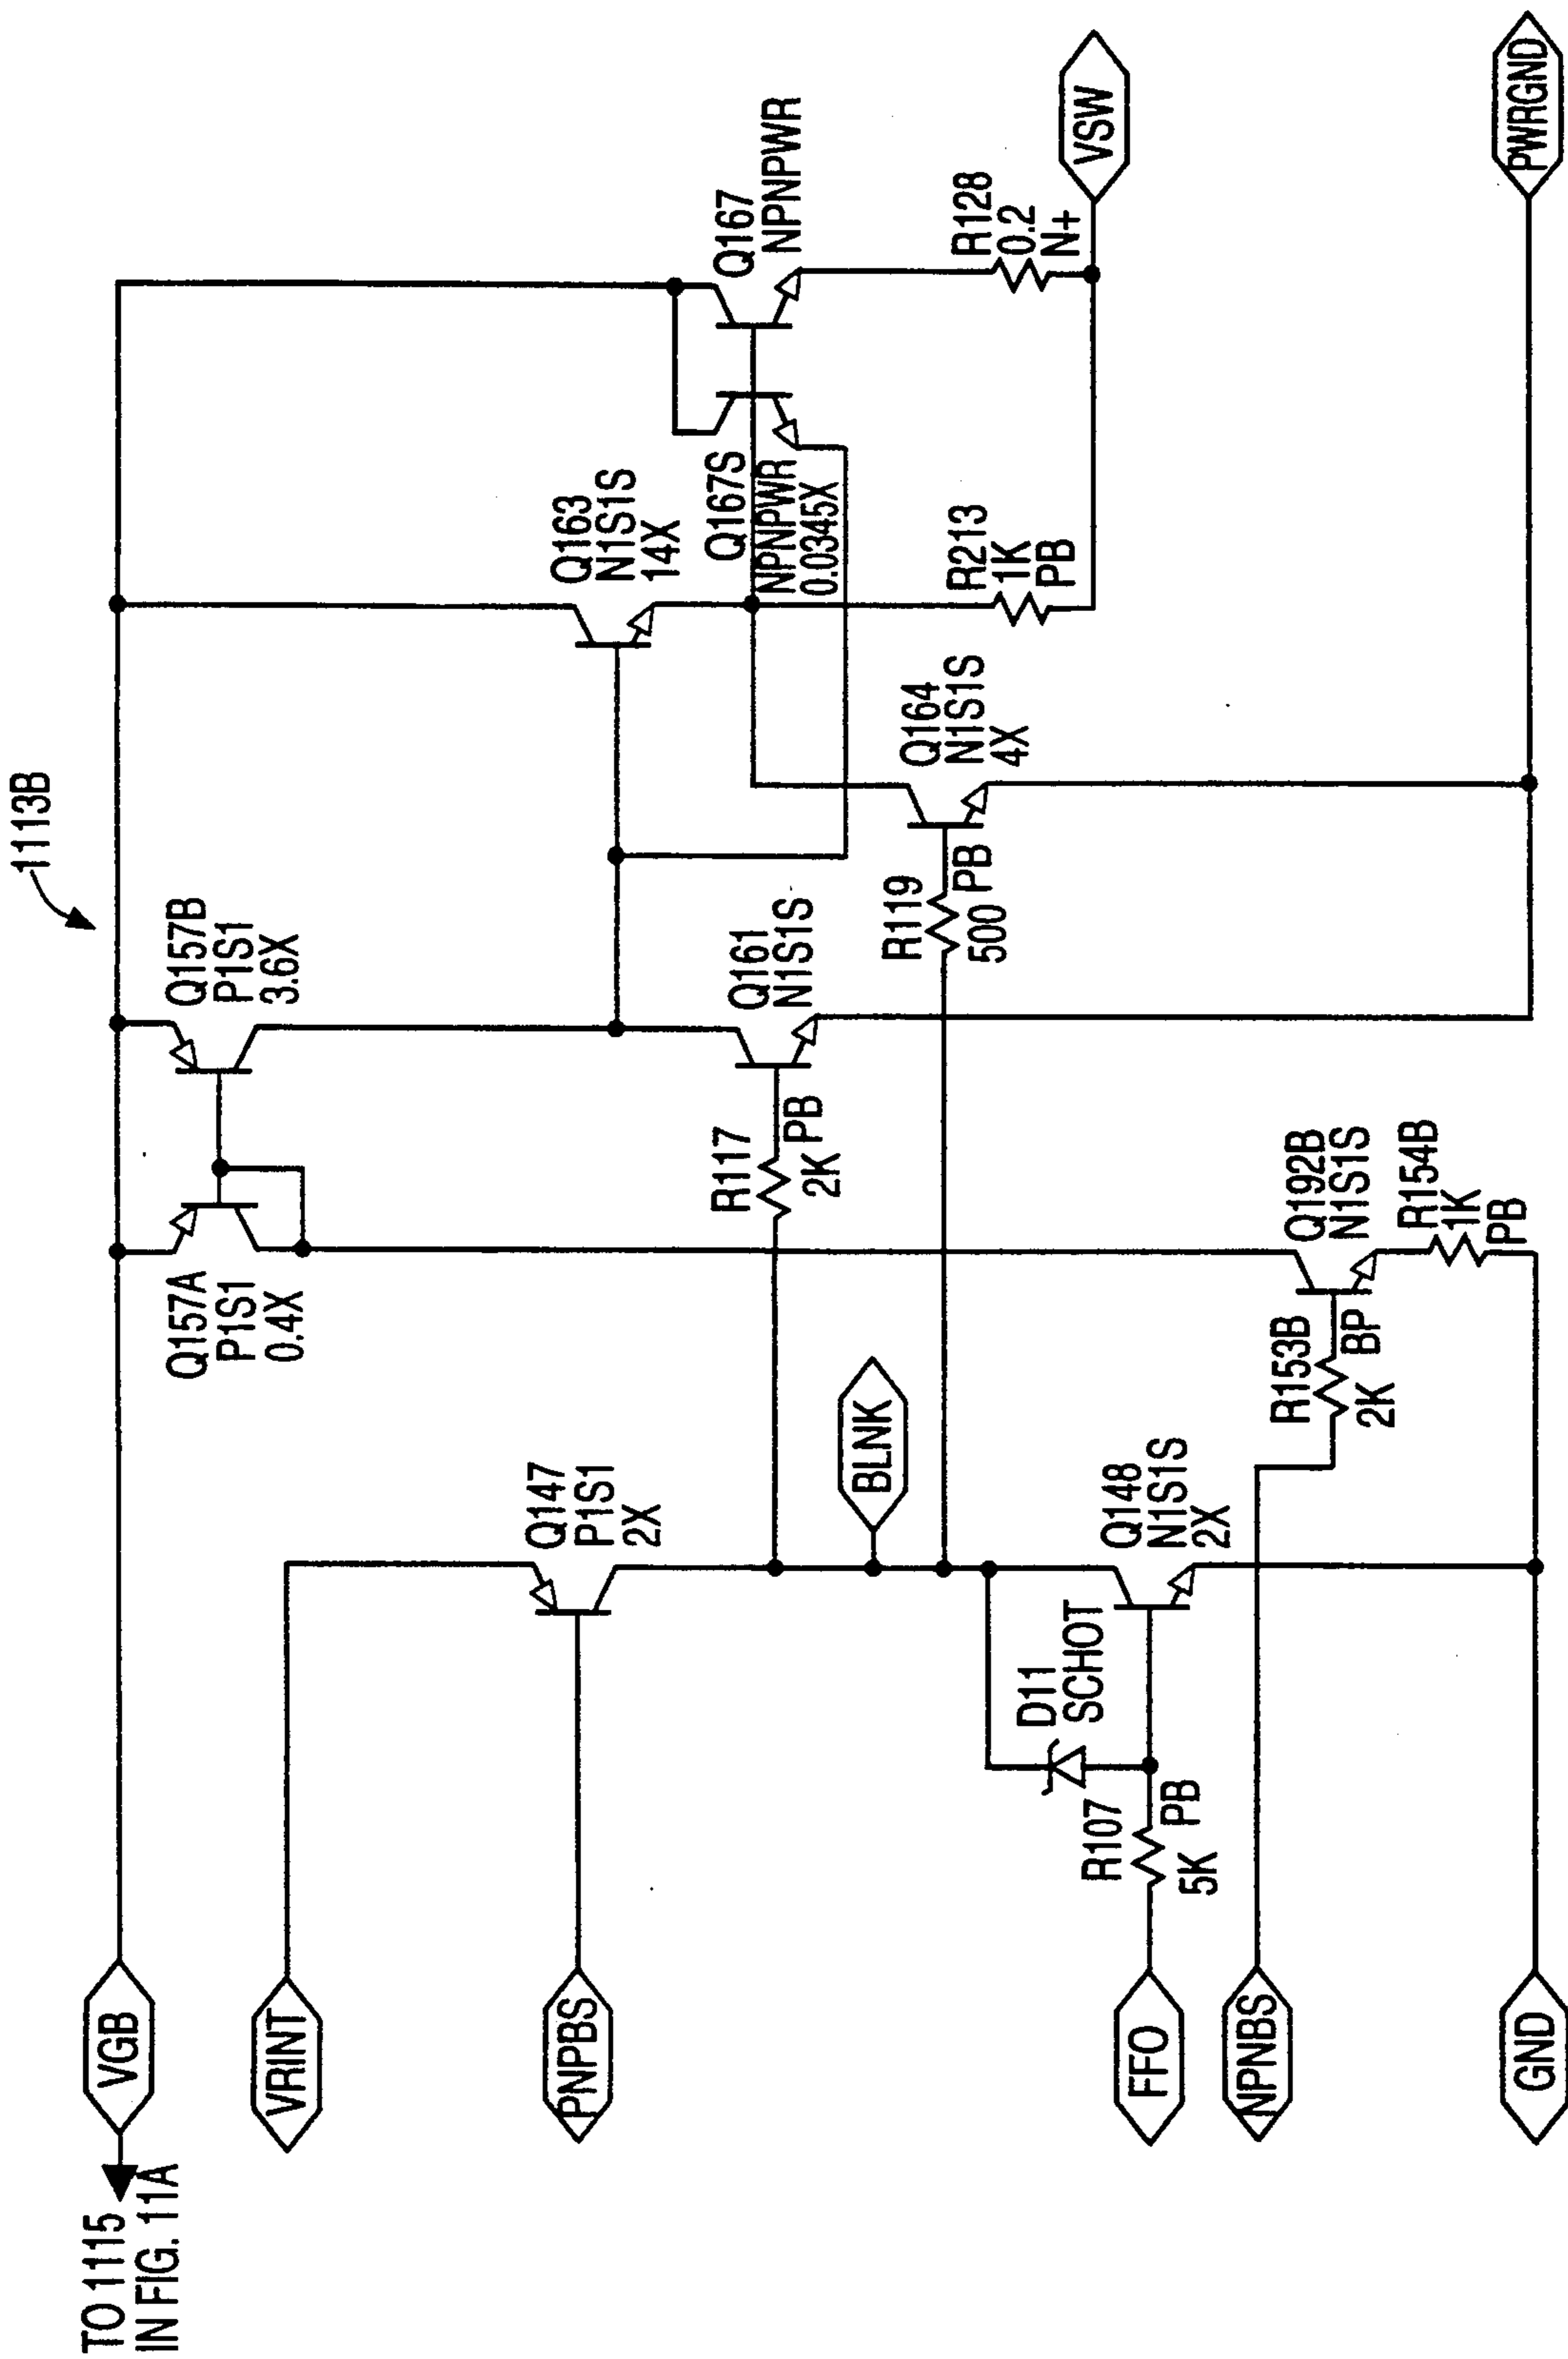 1113B
TO 1115
IN FIG. 11A
VGB
VRINT
PNPBS
FFO
NPNBS
GND
Q157A
P1S1
0.4X
Q157B
P1S1
3.6X
Q147
P1S1
2X
BLNK
R117
2K
PB
Q161
N1S1S
R119
500
PB
Q164
N1S1S
4X
Q163
N1S1S
14X
Q167S
NPNPWR
0.0345X
Q167
NPNPWR
R213
1K
PB
R128
0.2
N+
VSW
PWRGND
D11
SCHOT
R107
5K
PB
Q148
N1S1S
2X
R153B
2K
BP
Q192B
N1S1S
R154B
1K
PB